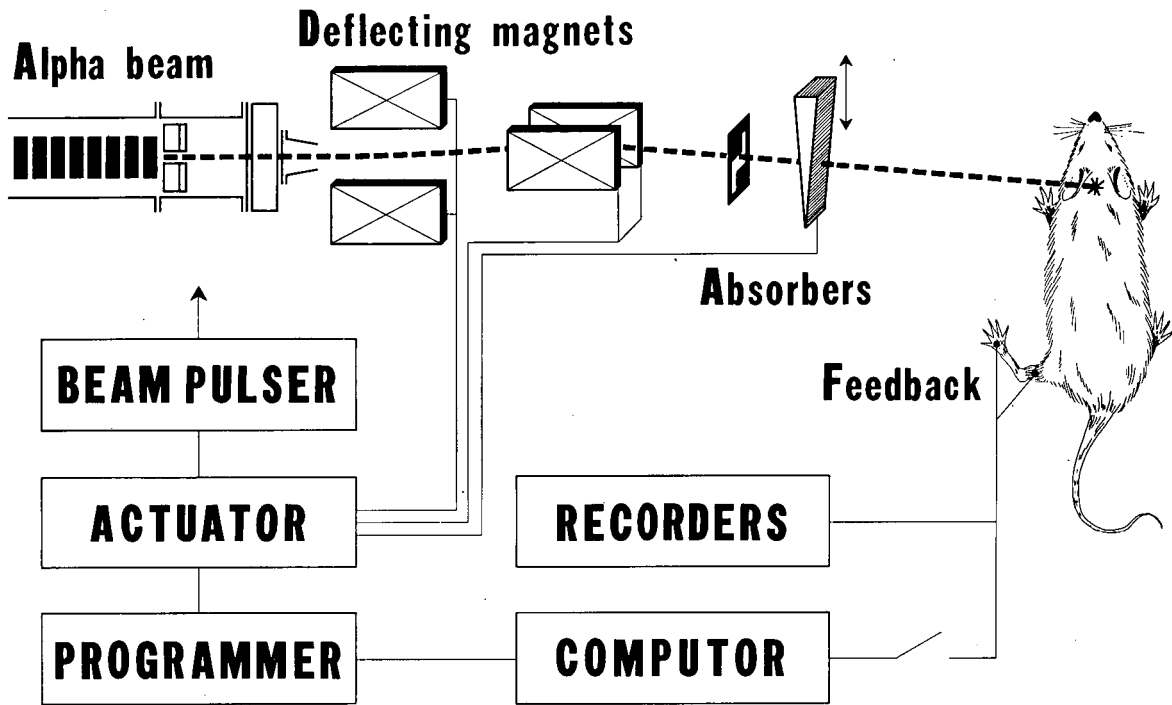 Deflecting magnets
Alpha beam
Absorbers
Feedback
BEAM PULSER
ACTUATOR
RECORDERS
PROGRAMMER
COMPUTOR